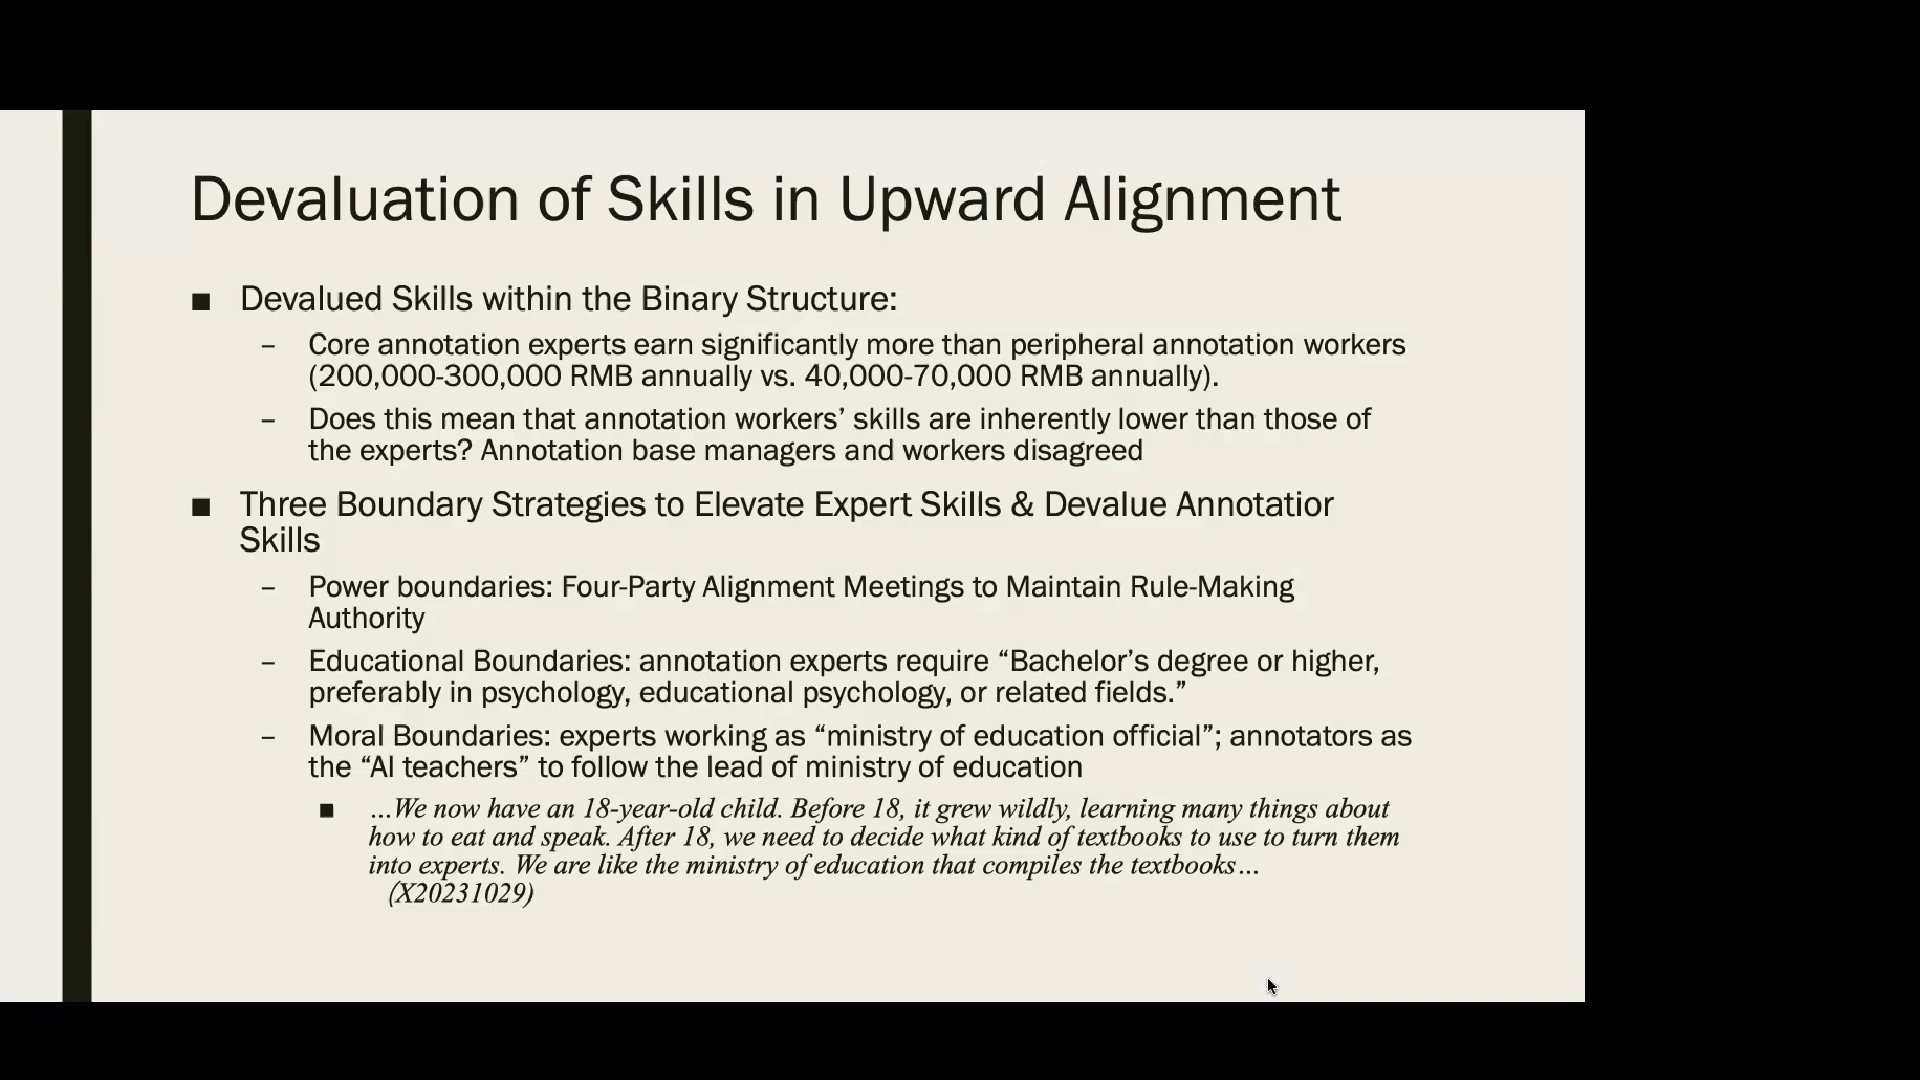 Devaluation of Skills in Upward Alignment
■ Devalued Skills within the Binary Structure:
– Core annotation experts earn significantly more than peripheral annotation workers
(200,000-300,000 RMB annually vs. 40,000-70,000 RMB annually).
– Does this mean that annotation workers’ skills are inherently lower than those of
the experts? Annotation base managers and workers disagreed
■ Three Boundary Strategies to Elevate Expert Skills & Devalue Annotatior
Skills
– Power boundaries: Four-Party Alignment Meetings to Maintain Rule-Making
Authority
– Educational Boundaries: annotation experts require “Bachelor’s degree or higher,
preferably in psychology, educational psychology, or related fields.”
– Moral Boundaries: experts working as “ministry of education official”; annotators as
the “AI teachers” to follow the lead of ministry of education
■ …We now have an 18-year-old child. Before 18, it grew wildly, learning many things about
how to eat and speak. After 18, we need to decide what kind of textbooks to use to turn them
into experts. We are like the ministry of education that compiles the textbooks…
(X20231029)